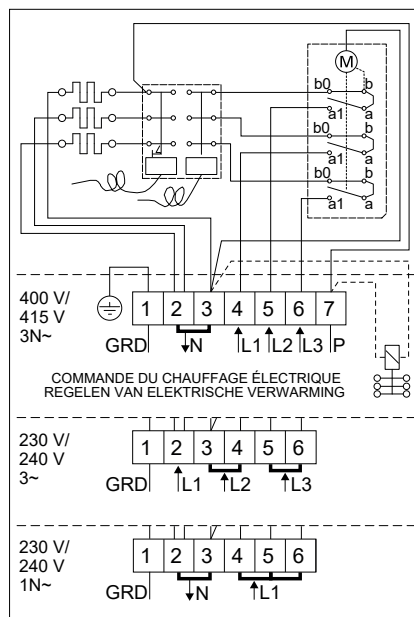 M
b0 b
a1 a
b0 b
a1 a
b0 b
a1 a
400 V/
415 V
3N~
1 2 3 4 5 6 7
GRD N L1 L2 L3 P
COMMANDE DU CHAUFFAGE ÉLECTRIQUE
REGELEN VAN ELEKTRISCHE VERWARMING
230 V/
240 V
3~
1 2 3 4 5 6
GRD L1 L2 L3
230 V/
240 V
1N~
1 2 3 4 5 6
GRD N L1